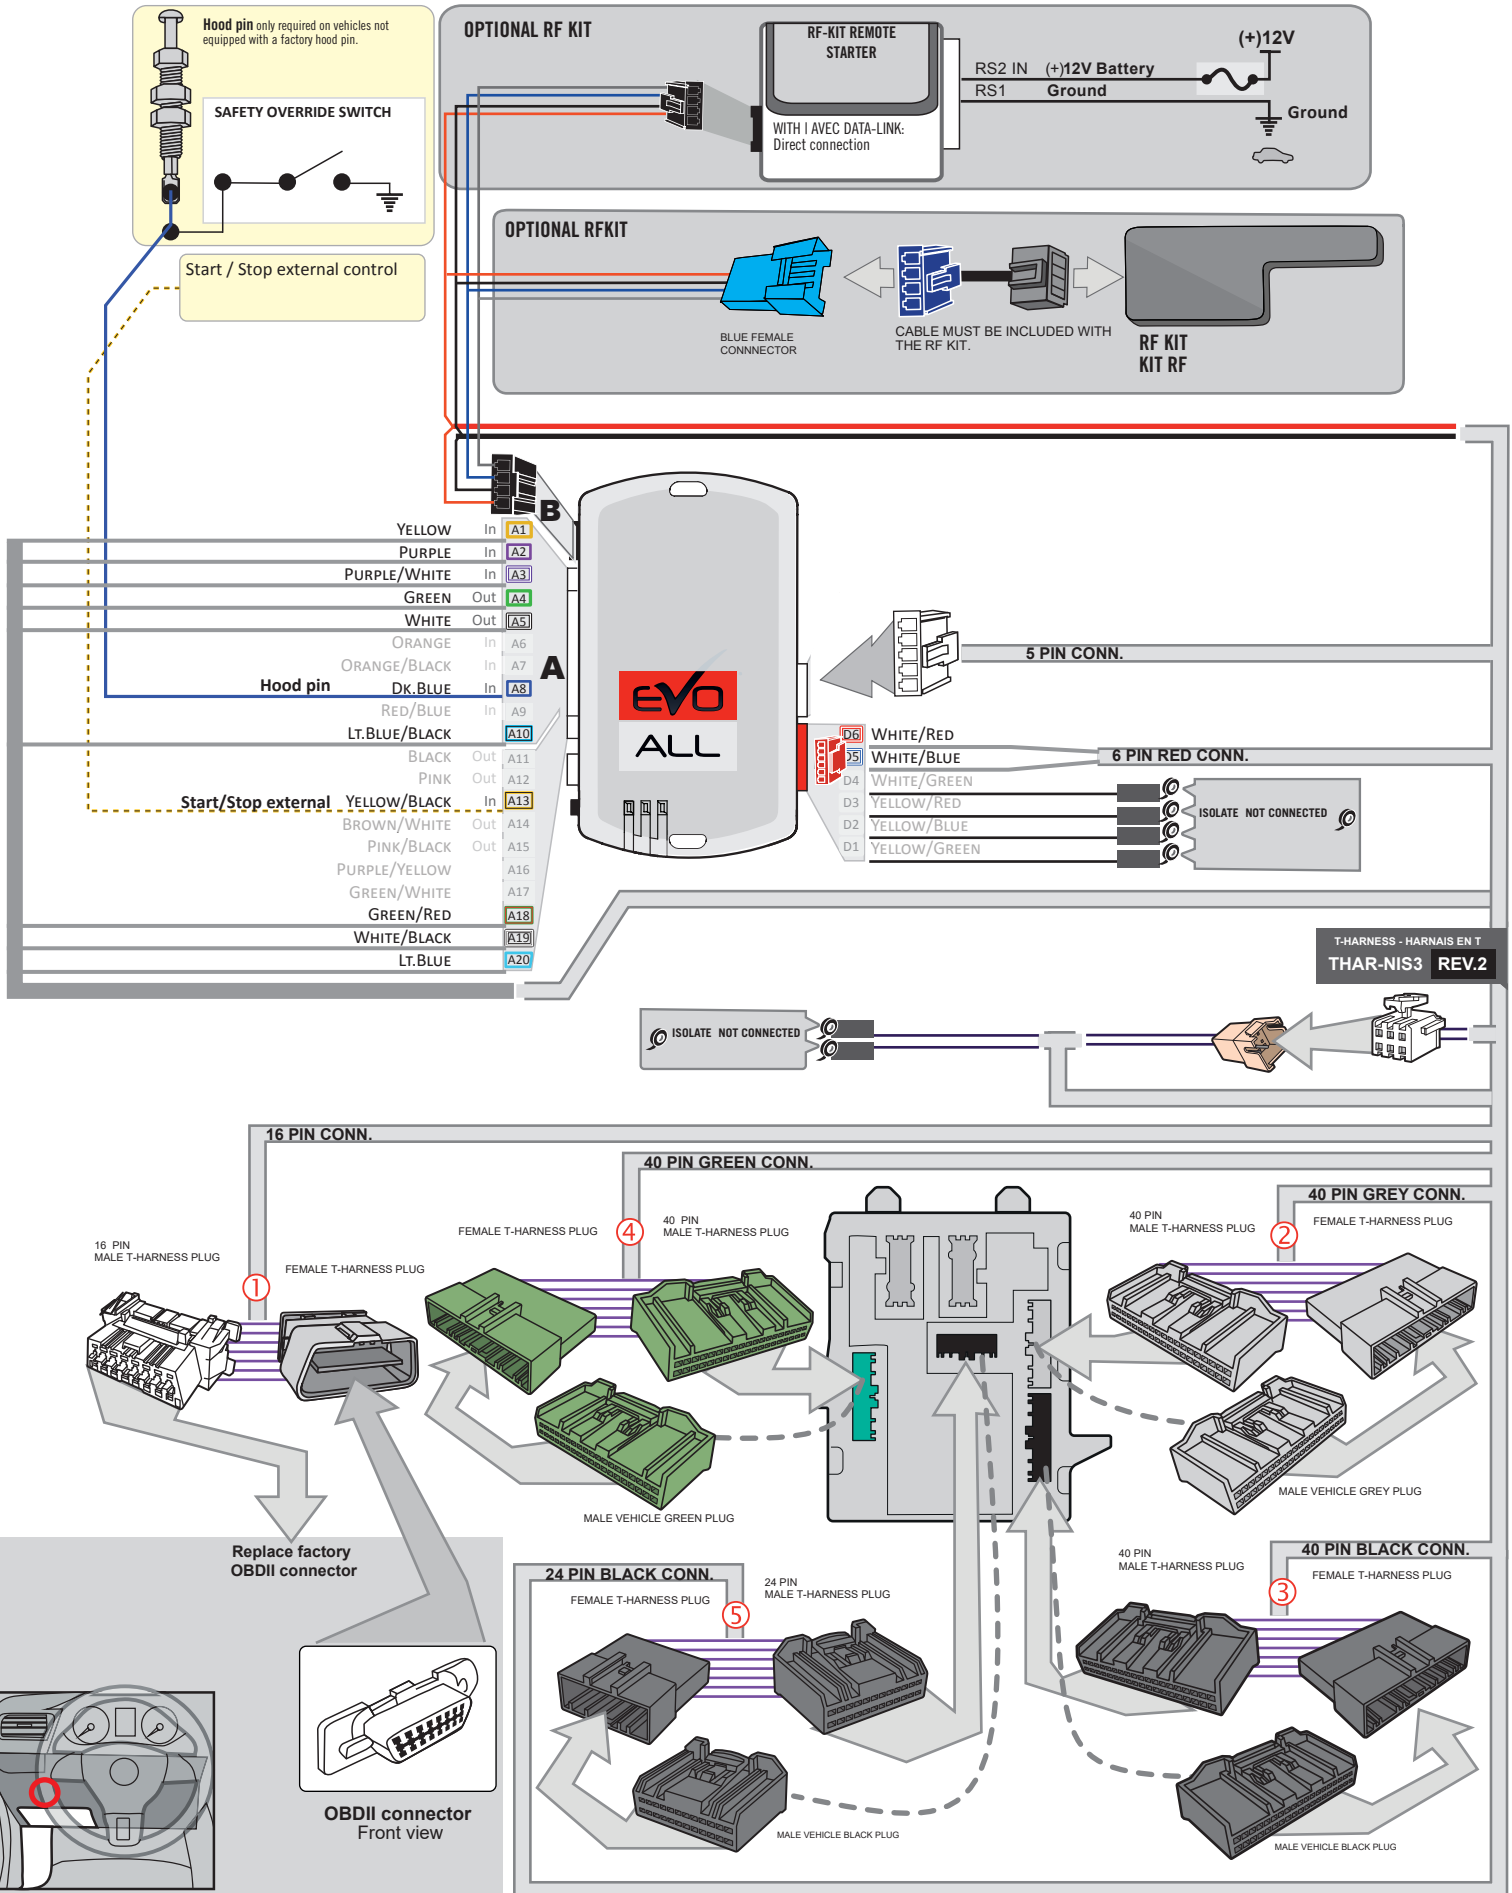 Hood pin only required on vehicles not
equipped with a factory hood pin.
SAFETY OVERRIDE SWITCH
Start / Stop external control
OPTIONAL RF KIT
RF-KIT REMOTE
STARTER
WITH I AVEC DATA-LINK:
Direct connection
RS2 IN (+)12V Battery
RS1 Ground
(+)12V
Ground
OPTIONAL RFKIT
BLUE FEMALE
CONNNECTOR
CABLE MUST BE INCLUDED WITH
THE RF KIT.
RF KIT
KIT RF
B
A
YELLOW In A1
PURPLE In A2
PURPLE/WHITE In A3
GREEN Out A4
WHITE Out A5
ORANGE In A6
ORANGE/BLACK In A7
Hood pin DK.BLUE In A8
RED/BLUE In A9
LT.BLUE/BLACK A10
BLACK Out A11
PINK Out A12
Start/Stop external YELLOW/BLACK In A13
BROWN/WHITE Out A14
PINK/BLACK Out A15
PURPLE/YELLOW A16
GREEN/WHITE A17
GREEN/RED A18
WHITE/BLACK A19
LT.BLUE A20
EVO
ALL
5 PIN CONN.
D6 WHITE/RED
D5 WHITE/BLUE
D4 WHITE/GREEN
D3 YELLOW/RED
D2 YELLOW/BLUE
D1 YELLOW/GREEN
6 PIN RED CONN.
ISOLATE NOT CONNECTED
T-HARNESS - HARNAIS EN T
THAR-NIS3 REV.2
ISOLATE NOT CONNECTED
16 PIN CONN.
40 PIN GREEN CONN.
40 PIN GREY CONN.
16 PIN
MALE T-HARNESS PLUG
1
FEMALE T-HARNESS PLUG
FEMALE T-HARNESS PLUG
4
40 PIN
MALE T-HARNESS PLUG
MALE VEHICLE GREEN PLUG
40 PIN
MALE T-HARNESS PLUG
2
FEMALE T-HARNESS PLUG
MALE VEHICLE GREY PLUG
Replace factory
OBDII connector
OBDII connector
Front view
24 PIN BLACK CONN.
FEMALE T-HARNESS PLUG
5
24 PIN
MALE T-HARNESS PLUG
MALE VEHICLE BLACK PLUG
40 PIN BLACK CONN.
40 PIN
MALE T-HARNESS PLUG
3
FEMALE T-HARNESS PLUG
MALE VEHICLE BLACK PLUG